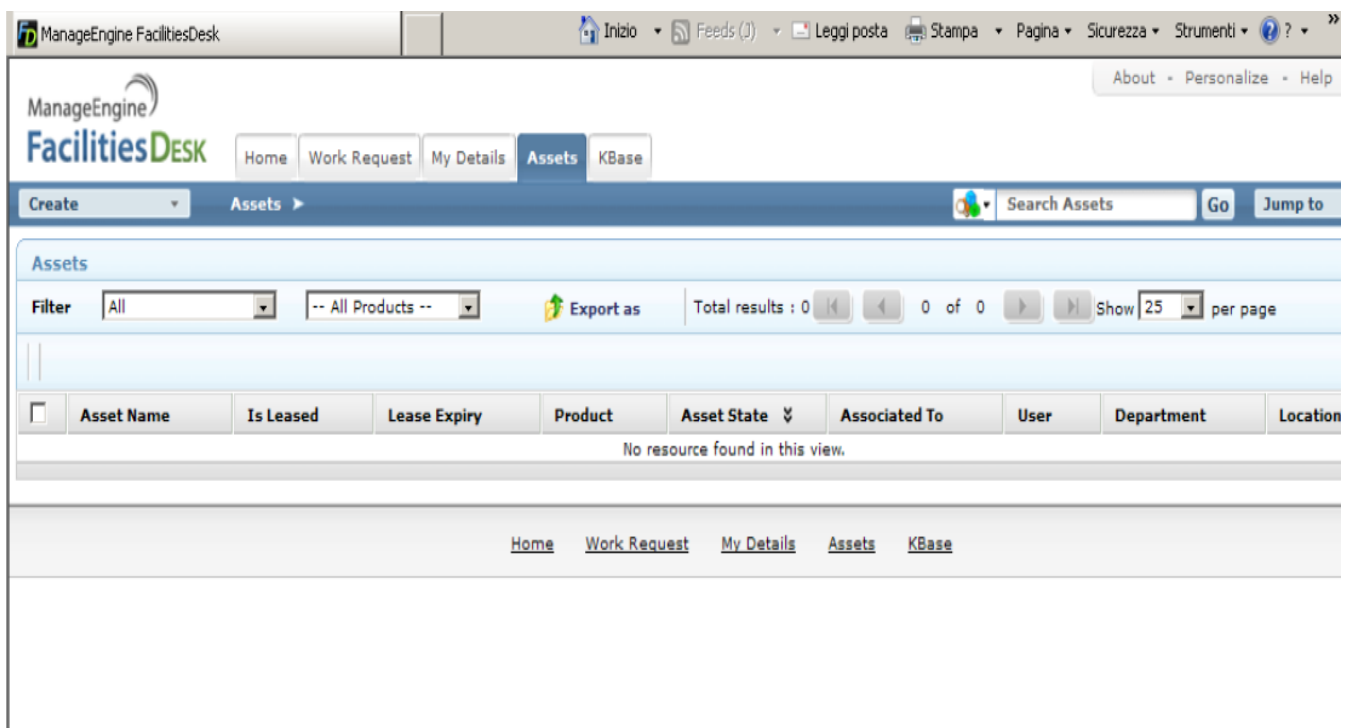 ManageEngine FacilitiesDesk
Inizio Feeds (J) Leggi posta Stampa Pagina Sicurezza Strumenti ? »
About - Personalize - Help
ManageEngine
FacilitiesDESK
Home Work Request My Details Assets KBase
Create Assets Search Assets Go Jump to
Assets
Filter All -- All Products -- Export as Total results : 0 0 of 0 Show 25 per page
Asset Name Is Leased Lease Expiry Product Asset State Associated To User Department Location
No resource found in this view.
Home Work Request My Details Assets KBase